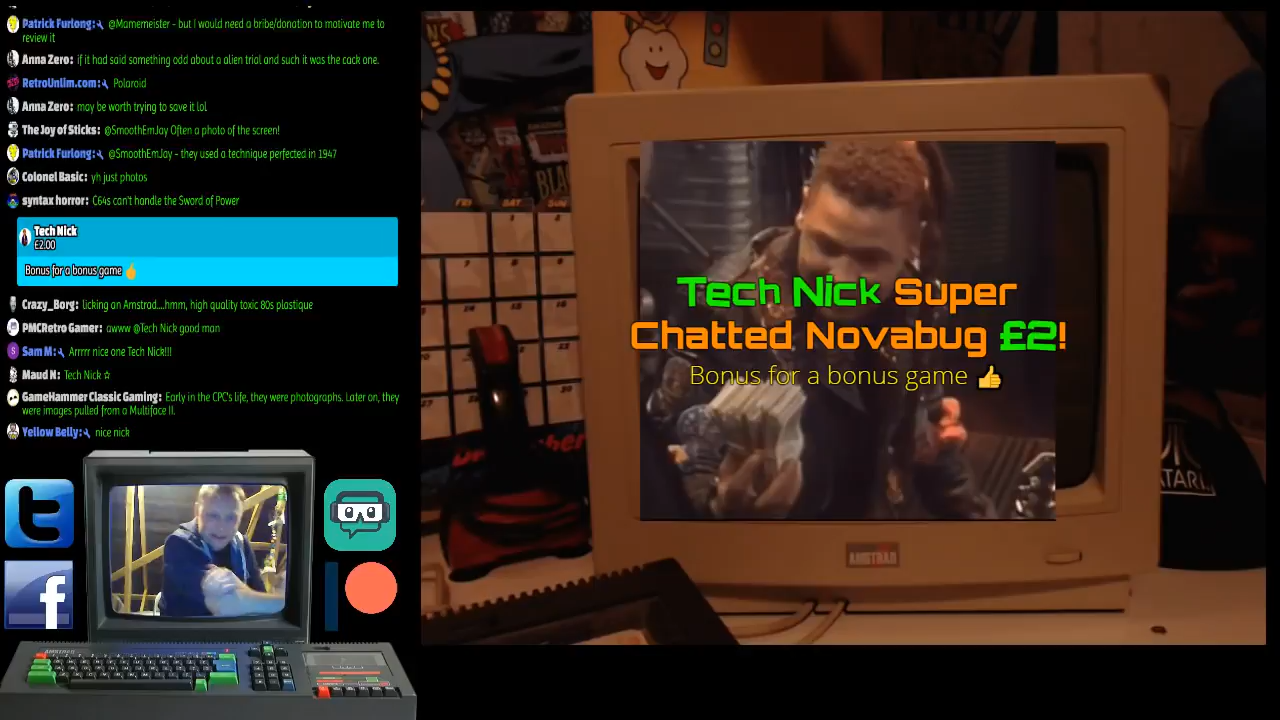 Patrick Furlong: @Mamemeister - but I would need a bribe/donation to motivate me to
review it
Anna Zero: if it had said something odd about a alien trial and such it was the cack one.
RetroUnlim.com: Polaroid
Anna Zero: may be worth trying to save it lol
The Joy of Sticks: @SmoothEmJay Often a photo of the screen!
Patrick Furlong: @SmoothEmJay - they used a technique perfected in 1947
Colonel Basic: yh just photos
syntax horror: C64s can't handle the Sword of Power
Tech Nick
£2.00
Bonus for a bonus game 👍
Crazy_Borg: licking an Amstrad....hmm, high quality toxic 80s plastique
PMCRetro Gamer: awww @Tech Nick good man
Sam M: Arrrrr nice one Tech Nick!!!
Maud N: Tech Nick ☆
GameHammer Classic Gaming: Early in the CPC's life, they were photographs. Later on, they
were images pulled from a Multiface II.
Yellow Belly: nice nick
Tech Nick Super
Chatted Novabug £2!
Bonus for a bonus game 👍
FRI SAT SUN
ATARI
AMSTRAD